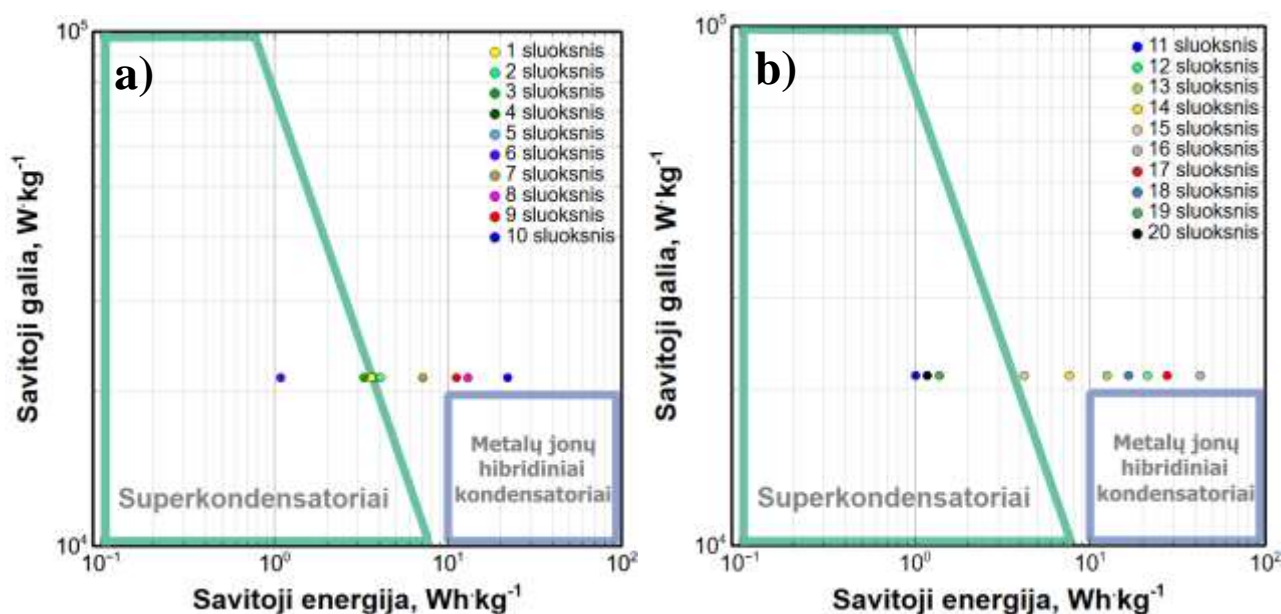 a)
10⁵
10⁴
Savitoji galia, W·kg⁻¹
1 sluoksnis
2 sluoksnis
3 sluoksnis
4 sluoksnis
5 sluoksnis
6 sluoksnis
7 sluoksnis
8 sluoksnis
9 sluoksnis
10 sluoksnis
Superkondensatoriai
Metalų jonų
hibridiniai
kondensatoriai
10⁻¹ 10⁰ 10¹ 10²
Savitoji energija, Wh·kg⁻¹
b)
10⁵
10⁴
Savitoji galia, W·kg⁻¹
11 sluoksnis
12 sluoksnis
13 sluoksnis
14 sluoksnis
15 sluoksnis
16 sluoksnis
17 sluoksnis
18 sluoksnis
19 sluoksnis
20 sluoksnis
Superkondensatoriai
Metalų jonų
hibridiniai
kondensatoriai
10⁻¹ 10⁰ 10¹ 10²
Savitoji energija, Wh·kg⁻¹